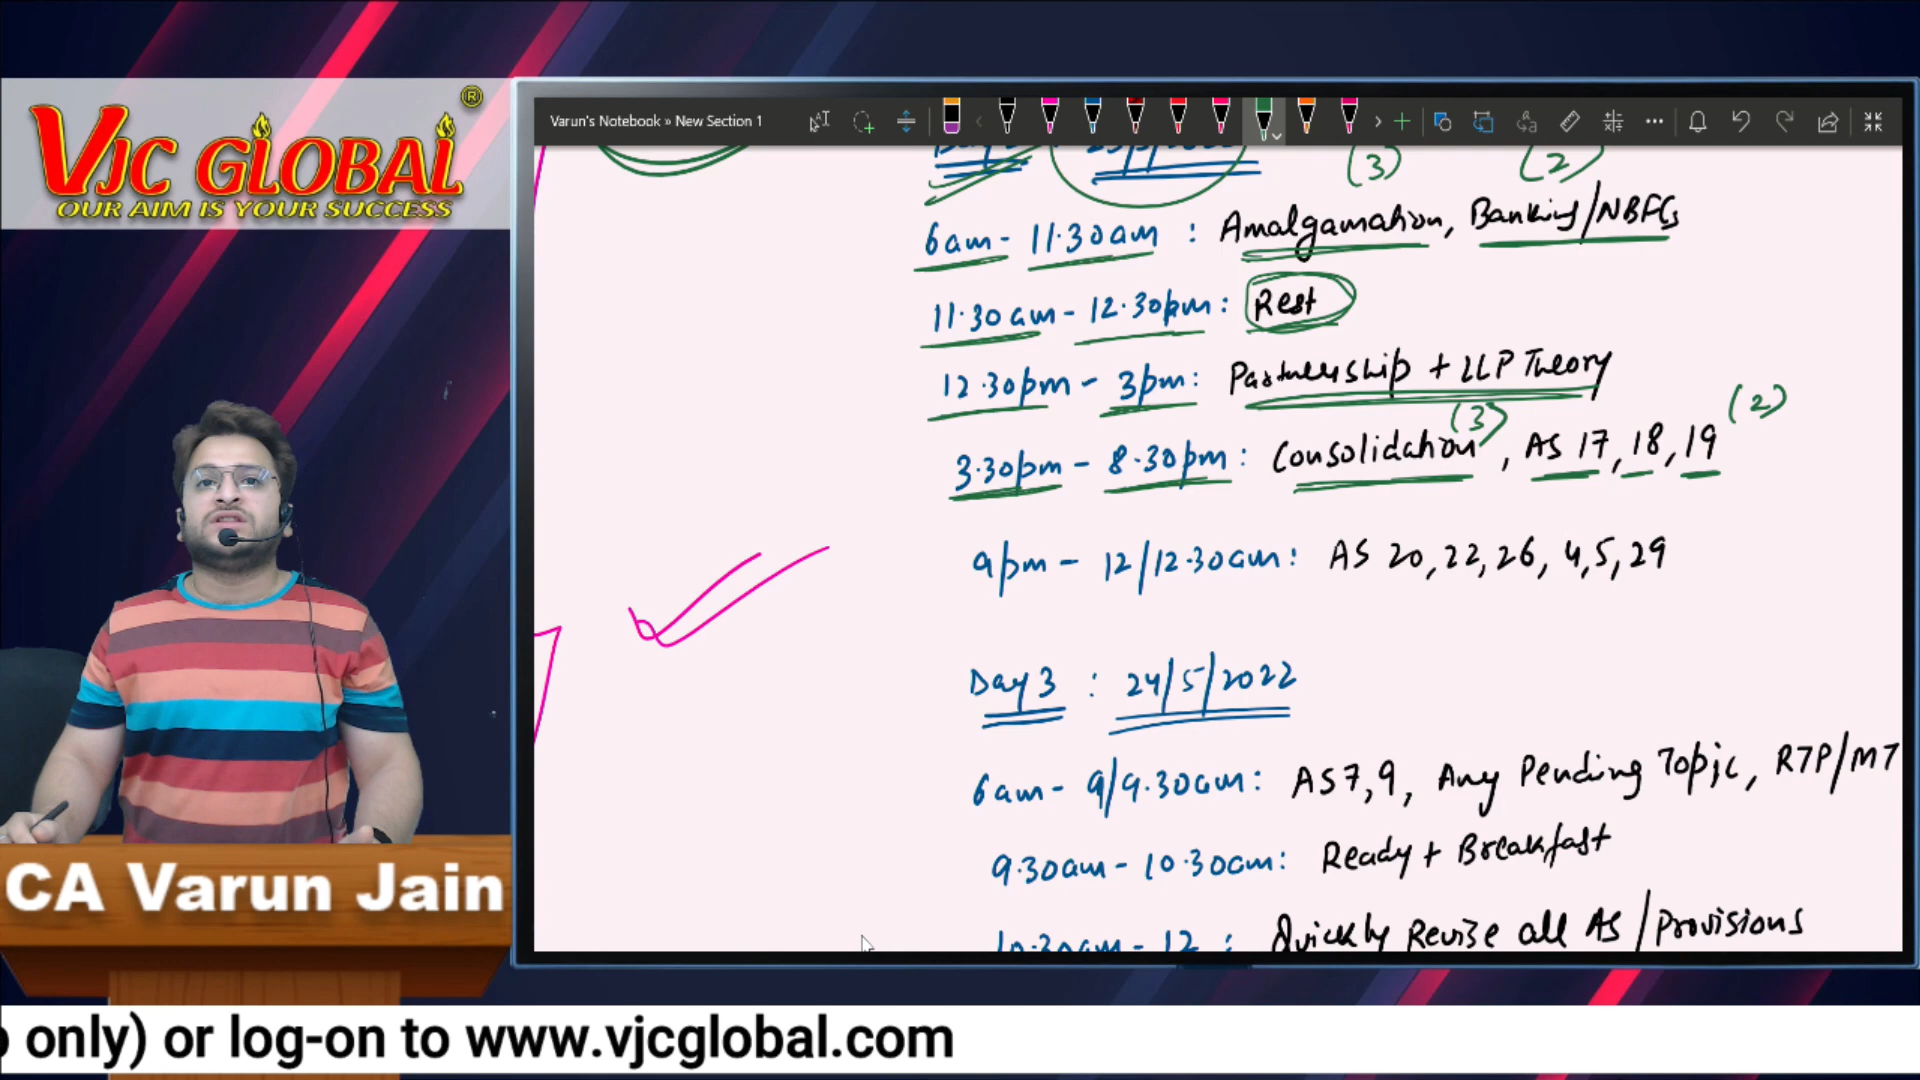 VJC GLOBAL ®
OUR AIM IS YOUR SUCCESS
Varun's Notebook » New Section 1
(3) (2)
6am - 11.30am : Amalgamation, Banking/NBFCs
11.30am - 12.30pm : Rest
12.30pm - 3pm : Partnership + LLP Theory
(3) (2)
3.30pm - 8.30pm : Consolidation, AS 17, 18, 19
9pm - 12/12.30am : AS 20, 22, 26, 4, 5, 29
Day 3 : 24/5/2022
6am - 9/9.30am : AS 7, 9, Any Pending Topic, RTP/MT
9.30am - 10.30am : Ready + Breakfast
10.30am - 12 : Quickly Revise all AS/Provisions
CA Varun Jain
only) or log-on to www.vjcglobal.com